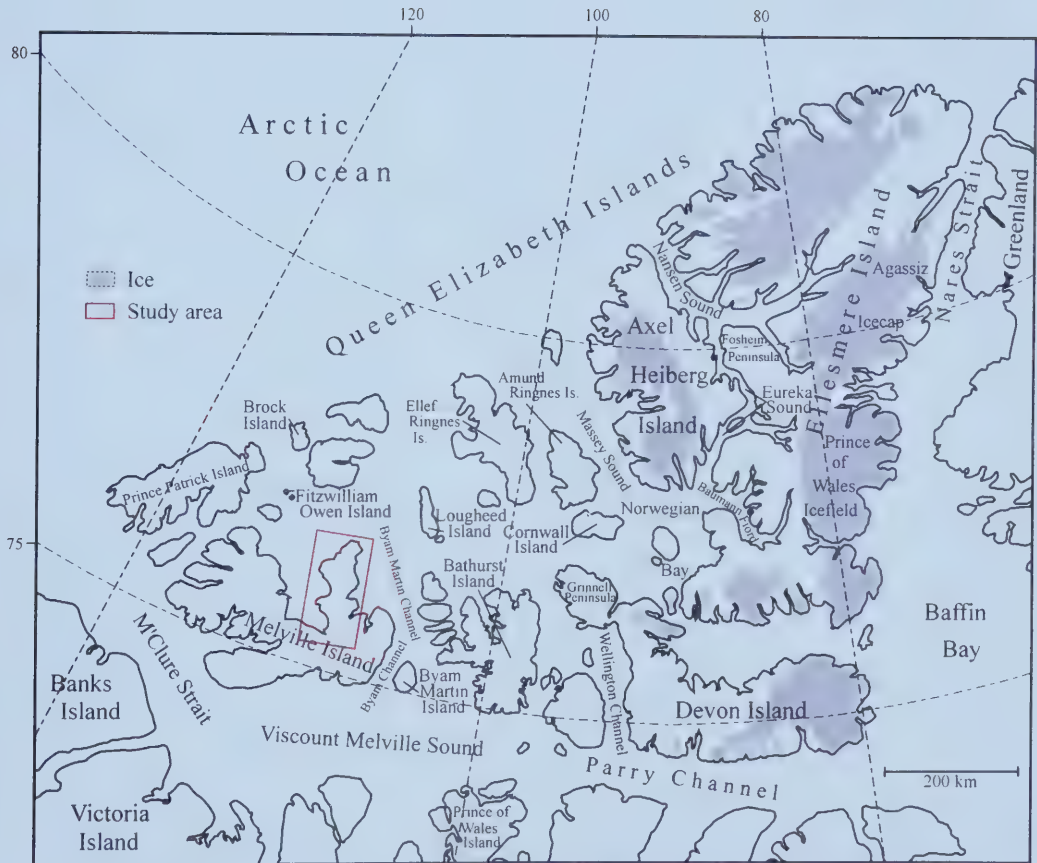 120
100
80
80
Arctic
Ocean
Queen Elizabeth Islands
Ice
Study area
Nansen Sound
Ellesmere Island
Agassiz
Icecap
Nares Strait
Greenland
Axel
Heiberg
Island
Fosheim
Peninsula
Eureka
Sound
Amund
Ringnes Is.
Ellef
Ringnes
Is.
Massey Sound
Brock
Island
Prince Patrick Island
Fitzwilliam
Owen Island
Lougheed
Island
Cornwall
Island
Norwegian
Bay
Baumann Fiord
Prince
of
Wales
Icefield
75
Byam Martin Channel
Bathurst
Island
Grinnell
Peninsula
Melville Island
M'Clure Strait
Byam Channel
Byam
Martin
Island
Wellington Channel
Baffin
Bay
Banks
Island
Devon Island
Viscount Melville Sound
Parry Channel
200 km
Victoria
Island
Prince of
Wales
Island